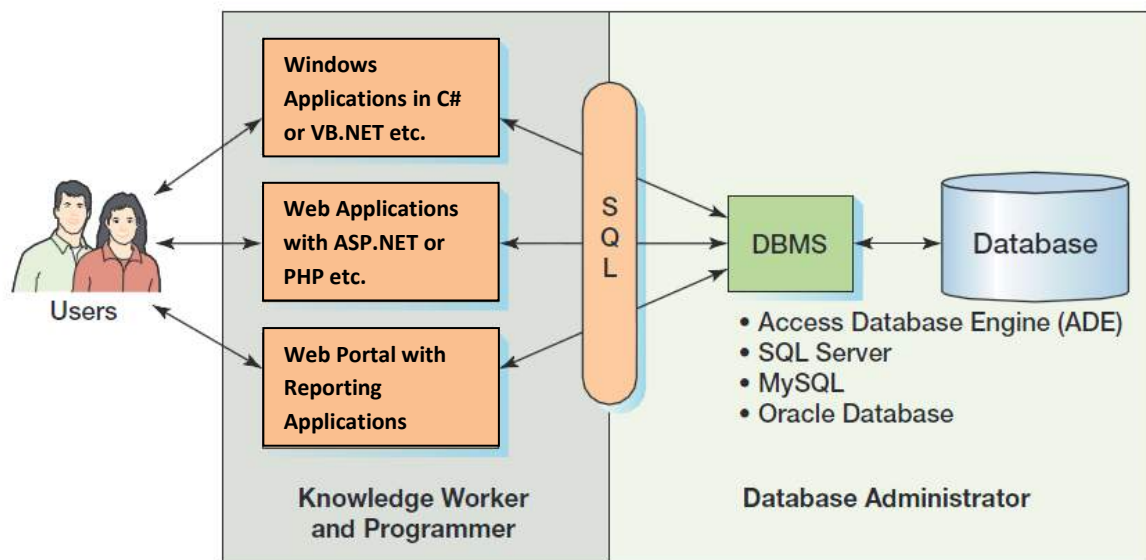 Windows
Applications in C#
or VB.NET etc.
Web Applications
with ASP.NET or
PHP etc.
Web Portal with
Reporting
Applications
Users
S
Q
L
DBMS
Database
• Access Database Engine (ADE)
• SQL Server
• MySQL
• Oracle Database
Knowledge Worker
and Programmer
Database Administrator